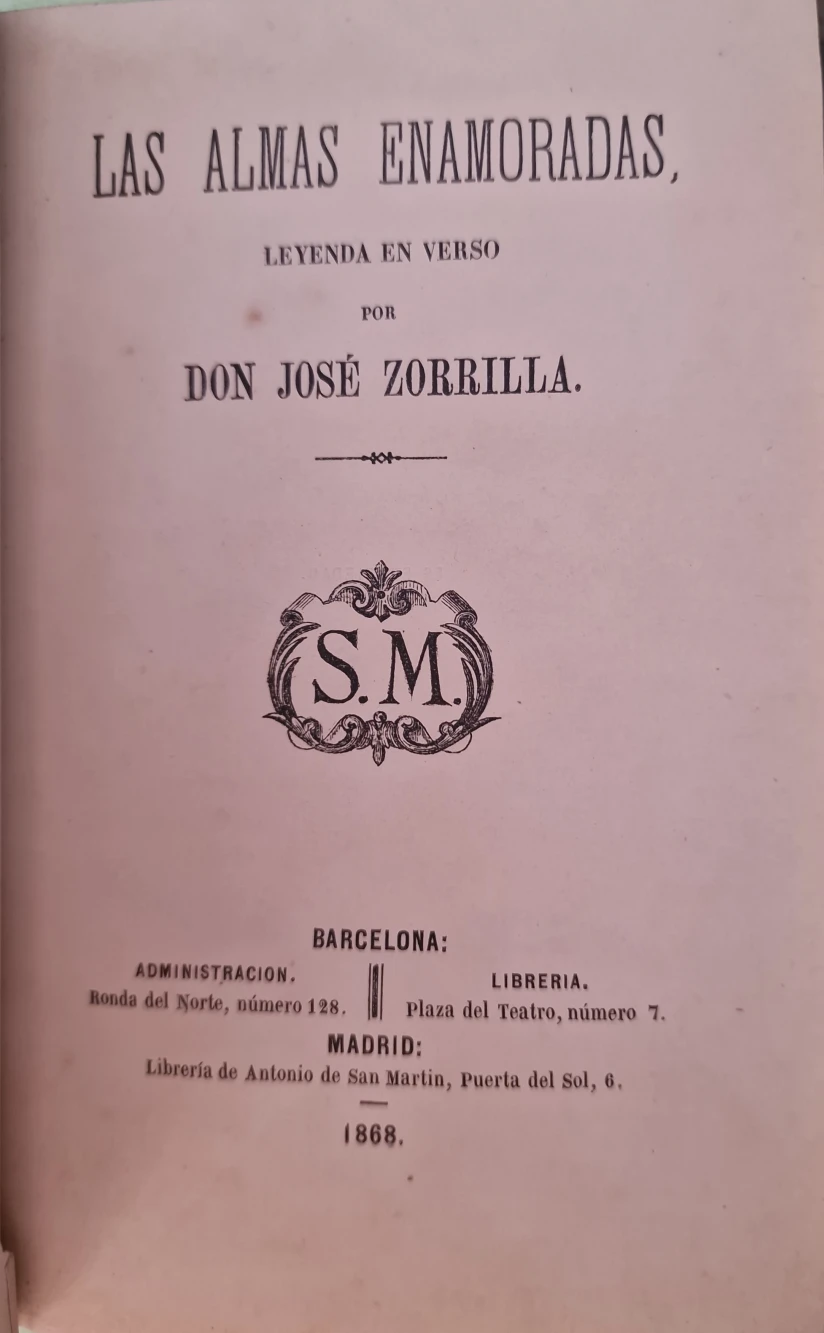 LAS ALMAS ENAMORADAS,
LEYENDA EN VERSO
POR
DON JOSÉ ZORRILLA.
S. M.
BARCELONA:
ADMINISTRACION.
Ronda del Norte, número 128.
LIBRERIA.
Plaza del Teatro, número 7.
MADRID:
Librería de Antonio de San Martin, Puerta del Sol, 6.
1868.